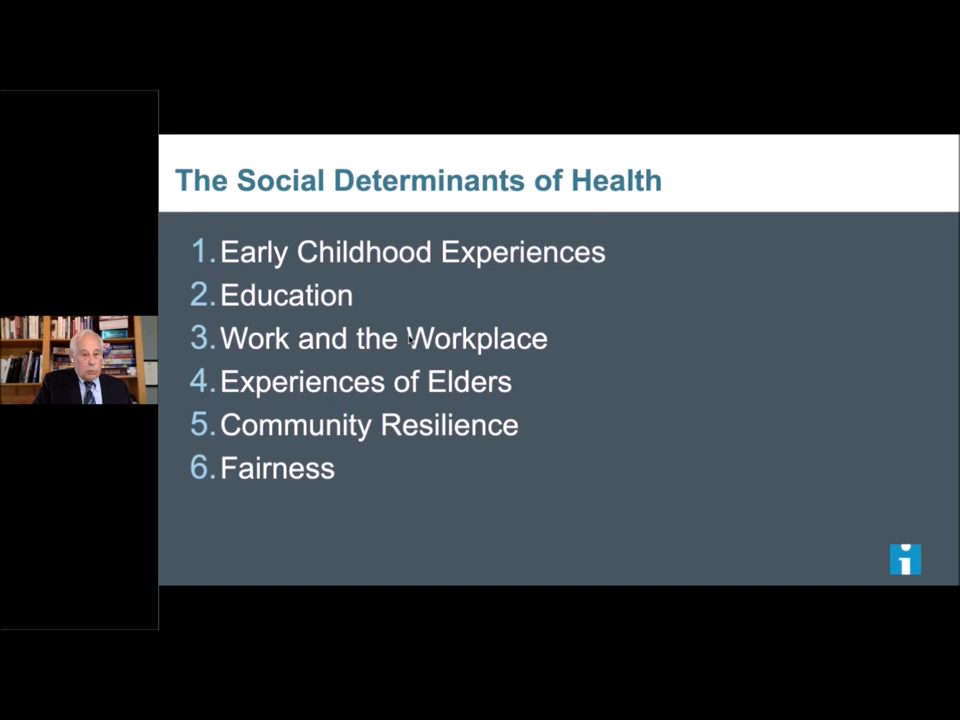 The Social Determinants of Health
1. Early Childhood Experiences
2. Education
3. Work and the Workplace
4. Experiences of Elders
5. Community Resilience
6. Fairness